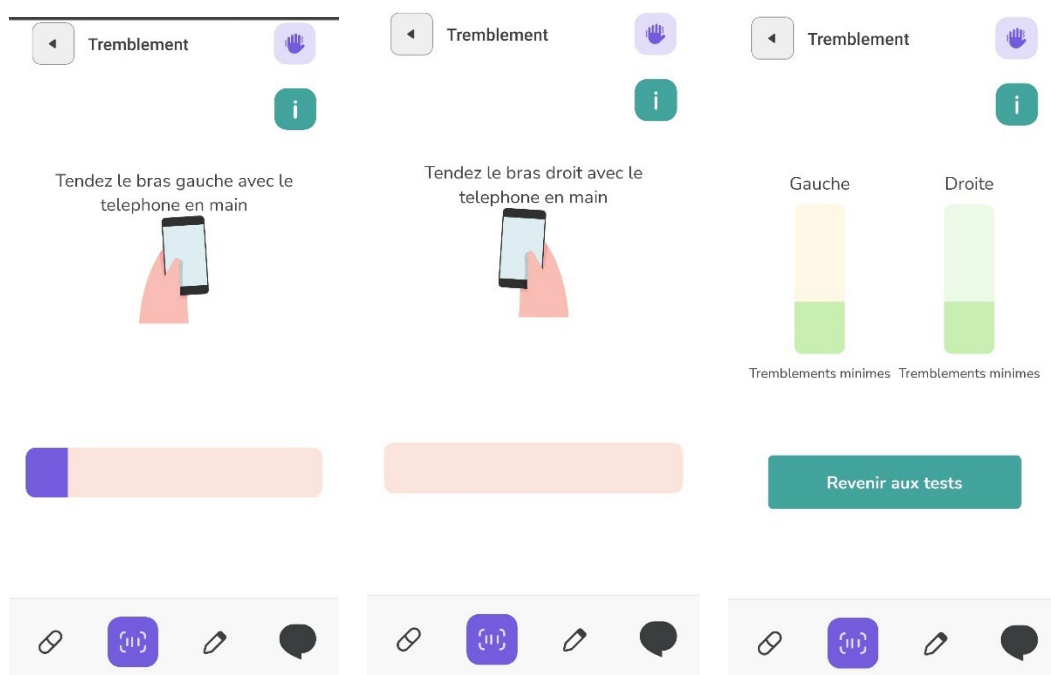 Tremblement
i
Tendez le bras gauche avec le
telephone en main
Tremblement
i
Tendez le bras droit avec le
telephone en main
Tremblement
i
Gauche
Droite
Tremblements minimes
Tremblements minimes
Revenir aux tests